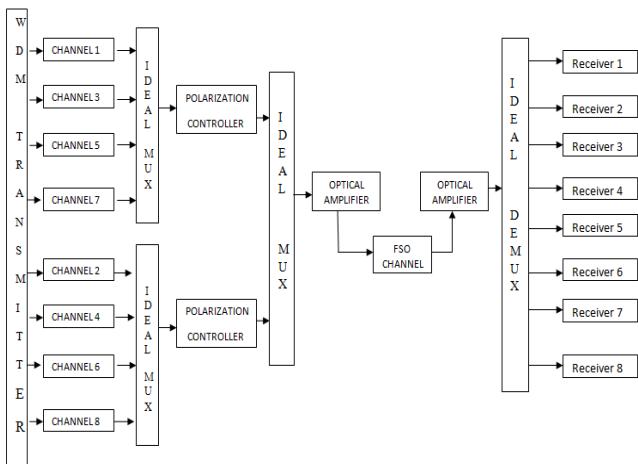 WDM TRANSMITTER
CHANNEL 1
CHANNEL 3
CHANNEL 5
CHANNEL 7
CHANNEL 2
CHANNEL 4
CHANNEL 6
CHANNEL 8
IDEAL MUX
IDEAL MUX
POLARIZATION
CONTROLLER
POLARIZATION
CONTROLLER
IDEAL MUX
OPTICAL
AMPLIFIER
FSO
CHANNEL
OPTICAL
AMPLIFIER
IDEAL DEMUX
Receiver 1
Receiver 2
Receiver 3
Receiver 4
Receiver 5
Receiver 6
Receiver 7
Receiver 8